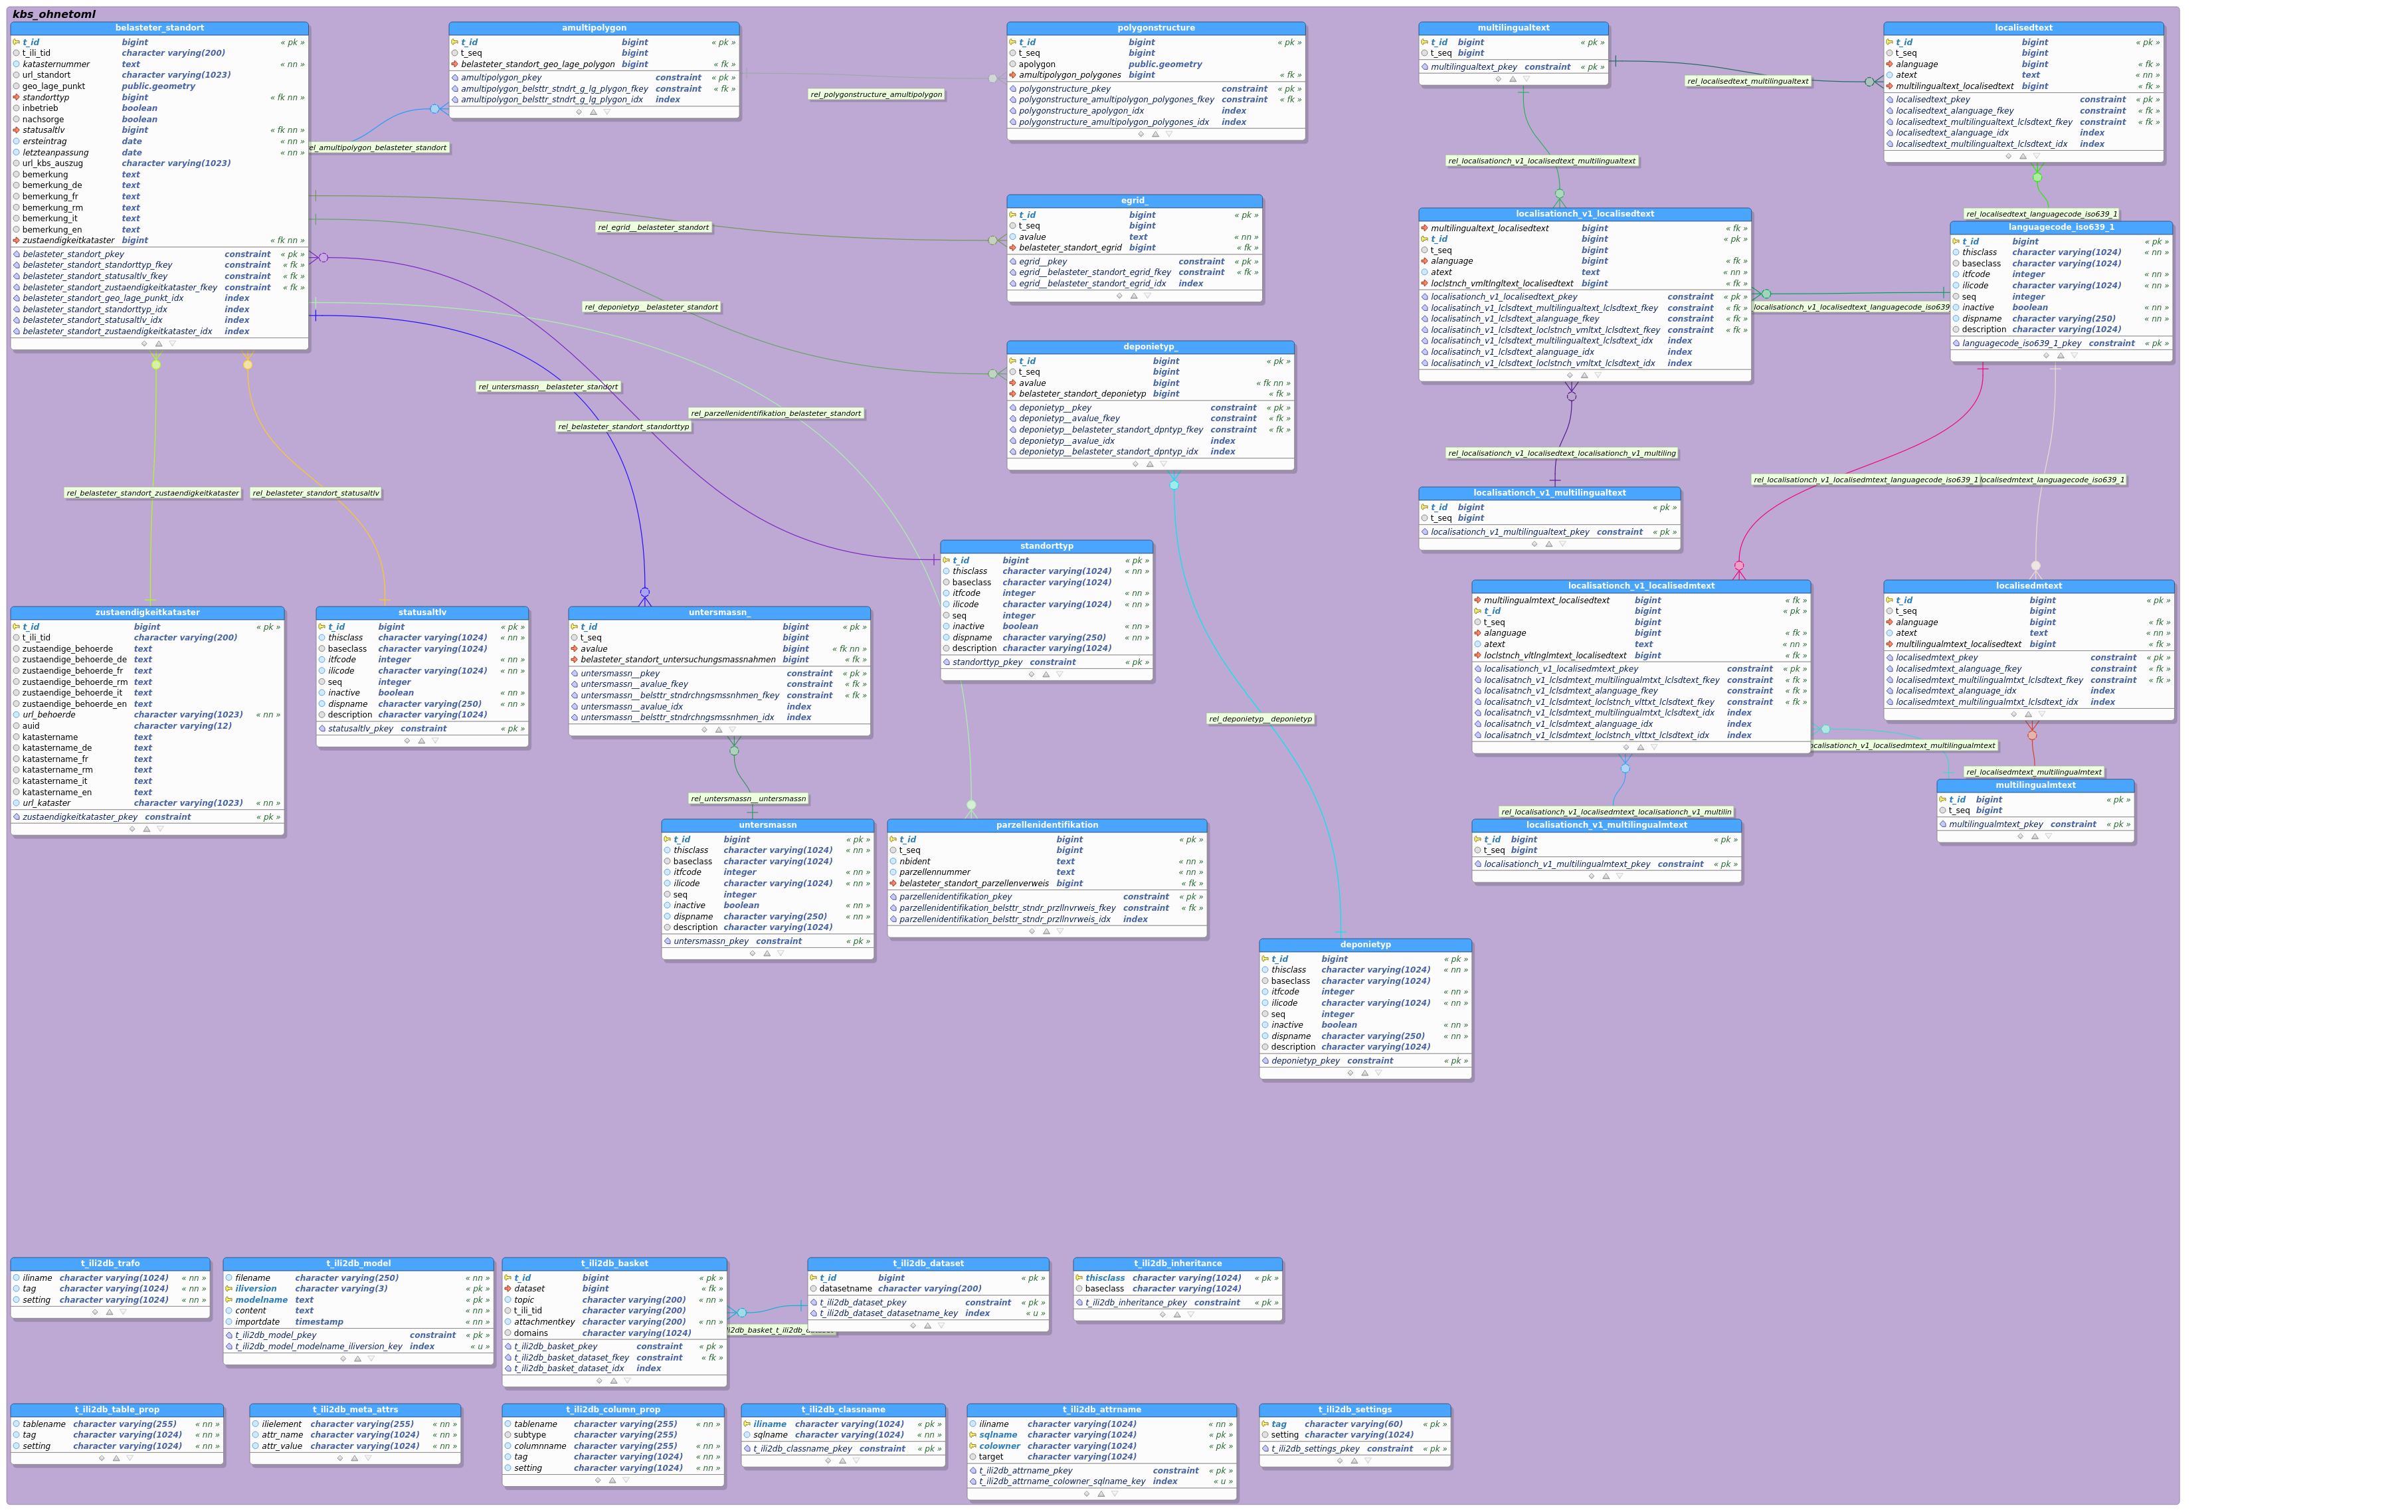 kbs_ohnetoml
belasteter_standort
t_id bigint « pk »
t_ili_tid character varying(200)
katasternummer text « nn »
url_standort character varying(1023)
geo_lage_punkt public.geometry
standorttyp bigint « fk nn »
inbetrieb boolean
nachsorge boolean
statusaltlv bigint « fk nn »
ersteintrag date « nn »
letzteanpassung date « nn »
url_kbs_auszug character varying(1023)
bemerkung text
bemerkung_de text
bemerkung_fr text
bemerkung_rm text
bemerkung_it text
bemerkung_en text
zustaendigkeitkataster bigint « fk nn »
belasteter_standort_pkey constraint « pk »
belasteter_standort_standorttyp_fkey constraint « fk »
belasteter_standort_statusaltlv_fkey constraint « fk »
belasteter_standort_zustaendigkeitkataster_fkey constraint « fk »
belasteter_standort_geo_lage_punkt_idx index
belasteter_standort_standorttyp_idx index
belasteter_standort_statusaltlv_idx index
belasteter_standort_zustaendigkeitkataster_idx index
amultipolygon
t_id bigint « pk »
t_seq bigint
belasteter_standort_geo_lage_polygon bigint « fk »
amultipolygon_pkey constraint « pk »
amultipolygon_belsttr_stndrt_g_lg_plygon_fkey constraint « fk »
amultipolygon_belsttr_stndrt_g_lg_plygon_idx index
el_amultipolygon_belasteter_standort
rel_polygonstructure_amultipolygon
polygonstructure
t_id bigint « pk »
t_seq bigint
apolygon public.geometry
amultipolygon_polygones bigint « fk »
polygonstructure_pkey constraint « pk »
polygonstructure_amultipolygon_polygones_fkey constraint « fk »
polygonstructure_apolygon_idx index
polygonstructure_amultipolygon_polygones_idx index
multilingualtext
t_id bigint « pk »
t_seq bigint
multilingualtext_pkey constraint « pk »
rel_localisedtext_multilingualtext
localisedtext
t_id bigint « pk »
t_seq bigint
alanguage bigint « fk »
atext text « nn »
multilingualtext_localisedtext bigint « fk »
localisedtext_pkey constraint « pk »
localisedtext_alanguage_fkey constraint « fk »
localisedtext_multilingualtext_lclsdtext_fkey constraint « fk »
localisedtext_alanguage_idx index
localisedtext_multilingualtext_lclsdtext_idx index
rel_localisationch_v1_localisedtext_multilingualtext
rel_localisedtext_languagecode_iso639_1
rel_egrid__belasteter_standort
egrid_
t_id bigint « pk »
t_seq bigint
avalue text « nn »
belasteter_standort_egrid bigint « fk »
egrid__pkey constraint « pk »
egrid__belasteter_standort_egrid_fkey constraint « fk »
egrid__belasteter_standort_egrid_idx index
localisationch_v1_localisedtext
multilingualtext_localisedtext bigint « fk »
t_id bigint « pk »
t_seq bigint
alanguage bigint « fk »
atext text « nn »
loclstnch_vmltlngltext_localisedtext bigint « fk »
localisationch_v1_localisedtext_pkey constraint « pk »
localisatinch_v1_lclsdtext_multilingualtext_lclsdtext_fkey constraint « fk »
localisatinch_v1_lclsdtext_alanguage_fkey constraint « fk »
localisatinch_v1_lclsdtext_loclstnch_vmltxt_lclsdtext_fkey constraint « fk »
localisatinch_v1_lclsdtext_multilingualtext_lclsdtext_idx index
localisatinch_v1_lclsdtext_alanguage_idx index
localisatinch_v1_lclsdtext_loclstnch_vmltxt_lclsdtext_idx index
localisationch_v1_localisedtext_languagecode_iso639
languagecode_iso639_1
t_id bigint « pk »
thisclass character varying(1024) « nn »
baseclass character varying(1024)
itfcode integer « nn »
ilicode character varying(1024) « nn »
seq integer
inactive boolean « nn »
dispname character varying(250) « nn »
description character varying(1024)
languagecode_iso639_1_pkey constraint « pk »
rel_deponietyp__belasteter_standort
deponietyp_
t_id bigint « pk »
t_seq bigint
avalue bigint « fk nn »
belasteter_standort_deponietyp bigint « fk »
deponietyp__pkey constraint « pk »
deponietyp__avalue_fkey constraint « fk »
deponietyp__belasteter_standort_dpntyp_fkey constraint « fk »
deponietyp__avalue_idx index
deponietyp__belasteter_standort_dpntyp_idx index
rel_untersmassn__belasteter_standort
rel_parzellenidentifikation_belasteter_standort
rel_belasteter_standort_standorttyp
rel_belasteter_standort_zustaendigkeitkataster
rel_belasteter_standort_statusaltlv
rel_localisationch_v1_localisedtext_localisationch_v1_multiling
rel_localisationch_v1_localisedmtext_languagecode_iso639_1
localisedmtext_languagecode_iso639_1
localisationch_v1_multilingualtext
t_id bigint « pk »
t_seq bigint
localisationch_v1_multilingualtext_pkey constraint « pk »
standorttyp
t_id bigint « pk »
thisclass character varying(1024) « nn »
baseclass character varying(1024)
itfcode integer « nn »
ilicode character varying(1024) « nn »
seq integer
inactive boolean « nn »
dispname character varying(250) « nn »
description character varying(1024)
standorttyp_pkey constraint « pk »
zustaendigkeitkataster
t_id bigint « pk »
t_ili_tid character varying(200)
zustaendige_behoerde text
zustaendige_behoerde_de text
zustaendige_behoerde_fr text
zustaendige_behoerde_rm text
zustaendige_behoerde_it text
zustaendige_behoerde_en text
url_behoerde character varying(1023) « nn »
auid character varying(12)
katastername text
katastername_de text
katastername_fr text
katastername_rm text
katastername_it text
katastername_en text
url_kataster character varying(1023) « nn »
zustaendigkeitkataster_pkey constraint « pk »
statusaltlv
t_id bigint « pk »
thisclass character varying(1024) « nn »
baseclass character varying(1024)
itfcode integer « nn »
ilicode character varying(1024) « nn »
seq integer
inactive boolean « nn »
dispname character varying(250) « nn »
description character varying(1024)
statusaltlv_pkey constraint « pk »
untersmassn_
t_id bigint « pk »
t_seq bigint
avalue bigint « fk nn »
belasteter_standort_untersuchungsmassnahmen bigint « fk »
untersmassn__pkey constraint « pk »
untersmassn__avalue_fkey constraint « fk »
untersmassn__belsttr_stndrchngsmssnhmen_fkey constraint « fk »
untersmassn__avalue_idx index
untersmassn__belsttr_stndrchngsmssnhmen_idx index
localisationch_v1_localisedmtext
multilingualmtext_localisedtext bigint « fk »
t_id bigint « pk »
t_seq bigint
alanguage bigint « fk »
atext text « nn »
loclstnch_vltlnglmtext_localisedtext bigint « fk »
localisationch_v1_localisedmtext_pkey constraint « pk »
localisatnch_v1_lclsdmtext_multilingualmtxt_lclsdtext_fkey constraint « fk »
localisatnch_v1_lclsdmtext_alanguage_fkey constraint « fk »
localisatnch_v1_lclsdmtext_loclstnch_vlttxt_lclsdtext_fkey constraint « fk »
localisatnch_v1_lclsdmtext_multilingualmtxt_lclsdtext_idx index
localisatnch_v1_lclsdmtext_alanguage_idx index
localisatnch_v1_lclsdmtext_loclstnch_vlttxt_lclsdtext_idx index
localisedmtext
t_id bigint « pk »
t_seq bigint
alanguage bigint « fk »
atext text « nn »
multilingualmtext_localisedtext bigint « fk »
localisedmtext_pkey constraint « pk »
localisedmtext_alanguage_fkey constraint « fk »
localisedmtext_multilingualmtxt_lclsdtext_fkey constraint « fk »
localisedmtext_alanguage_idx index
localisedmtext_multilingualmtxt_lclsdtext_idx index
rel_deponietyp__deponietyp
ocalisationch_v1_localisedmtext_multilingualmtext
rel_localisedmtext_multilingualmtext
multilingualmtext
t_id bigint « pk »
t_seq bigint
multilingualmtext_pkey constraint « pk »
rel_untersmassn__untersmassn
rel_localisationch_v1_localisedmtext_localisationch_v1_multilin
untersmassn
t_id bigint « pk »
thisclass character varying(1024) « nn »
baseclass character varying(1024)
itfcode integer « nn »
ilicode character varying(1024) « nn »
seq integer
inactive boolean « nn »
dispname character varying(250) « nn »
description character varying(1024)
untersmassn_pkey constraint « pk »
parzellenidentifikation
t_id bigint « pk »
t_seq bigint
nbident text « nn »
parzellennummer text « nn »
belasteter_standort_parzellenverweis bigint « fk »
parzellenidentifikation_pkey constraint « pk »
parzellenidentifikation_belsttr_stndr_przllnvrweis_fkey constraint « fk »
parzellenidentifikation_belsttr_stndr_przllnvrweis_idx index
localisationch_v1_multilingualmtext
t_id bigint « pk »
t_seq bigint
localisationch_v1_multilingualmtext_pkey constraint « pk »
deponietyp
t_id bigint « pk »
thisclass character varying(1024) « nn »
baseclass character varying(1024)
itfcode integer « nn »
ilicode character varying(1024) « nn »
seq integer
inactive boolean « nn »
dispname character varying(250) « nn »
description character varying(1024)
deponietyp_pkey constraint « pk »
t_ili2db_trafo
iliname character varying(1024) « nn »
tag character varying(1024) « nn »
setting character varying(1024) « nn »
t_ili2db_model
filename character varying(250) « nn »
iliversion character varying(3) « pk »
modelname text « pk »
content text « nn »
importdate timestamp « nn »
t_ili2db_model_pkey constraint « pk »
t_ili2db_model_modelname_iliversion_key index « u »
t_ili2db_basket
t_id bigint « pk »
dataset bigint « fk »
topic character varying(200) « nn »
t_ili_tid character varying(200)
attachmentkey character varying(200) « nn »
domains character varying(1024)
t_ili2db_basket_pkey constraint « pk »
t_ili2db_basket_dataset_fkey constraint « fk »
t_ili2db_basket_dataset_idx index
t_ili2db_dataset
t_id bigint « pk »
datasetname character varying(200)
t_ili2db_dataset_pkey constraint « pk »
t_ili2db_dataset_datasetname_key index « u »
t_ili2db_inheritance
thisclass character varying(1024) « pk »
baseclass character varying(1024)
t_ili2db_inheritance_pkey constraint « pk »
t_ili2db_table_prop
tablename character varying(255) « nn »
tag character varying(1024) « nn »
setting character varying(1024) « nn »
t_ili2db_meta_attrs
ilielement character varying(255) « nn »
attr_name character varying(1024) « nn »
attr_value character varying(1024) « nn »
t_ili2db_column_prop
tablename character varying(255) « nn »
subtype character varying(255)
columnname character varying(255) « nn »
tag character varying(1024) « nn »
setting character varying(1024) « nn »
t_ili2db_classname
iliname character varying(1024) « pk »
sqlname character varying(1024) « nn »
t_ili2db_classname_pkey constraint « pk »
t_ili2db_attrname
iliname character varying(1024) « nn »
sqlname character varying(1024) « pk »
colowner character varying(1024) « pk »
target character varying(1024)
t_ili2db_attrname_pkey constraint « pk »
t_ili2db_attrname_colowner_sqlname_key index « u »
t_ili2db_settings
tag character varying(60) « pk »
setting character varying(1024)
t_ili2db_settings_pkey constraint « pk »